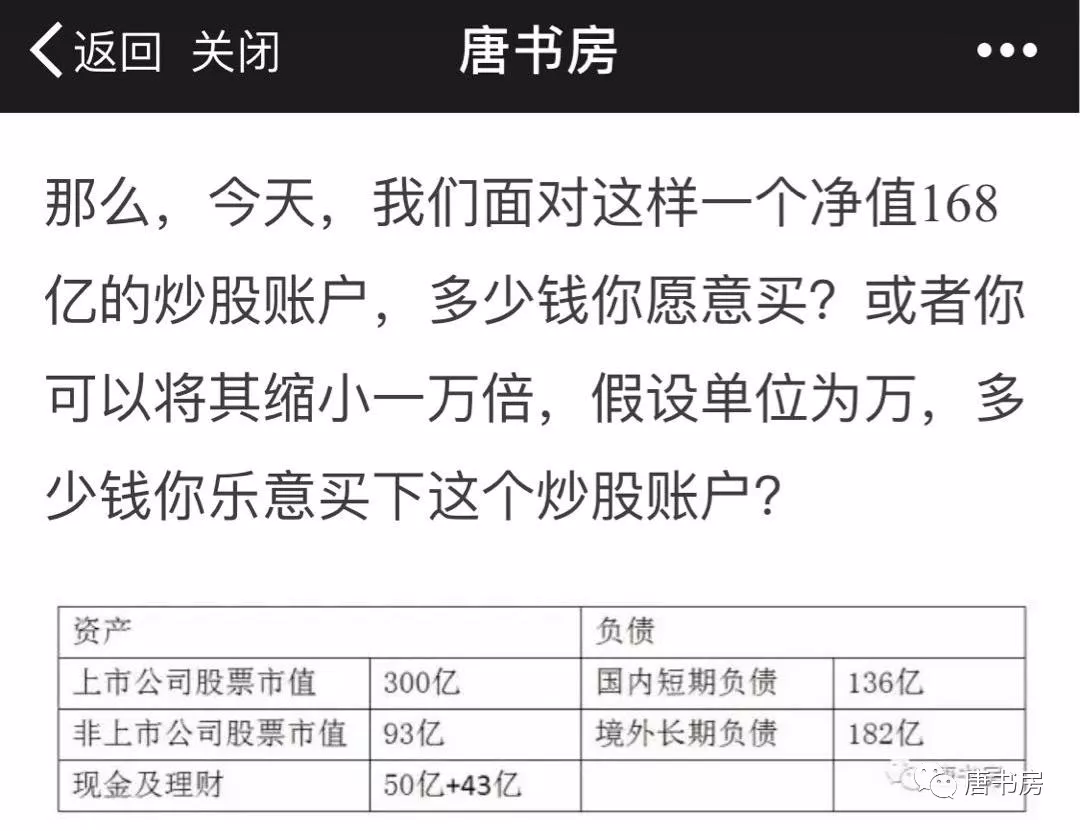 返回 关闭 唐书房
那么，今天，我们面对这样一个净值168
亿的炒股账户，多少钱你愿意买？或者你
可以将其缩小一万倍，假设单位为万，多
少钱你乐意买下这个炒股账户？
资产 负债
上市公司股票市值 300亿 国内短期负债 136亿
非上市公司股票市值 93亿 境外长期负债 182亿
现金及理财 50亿+43亿
唐书房